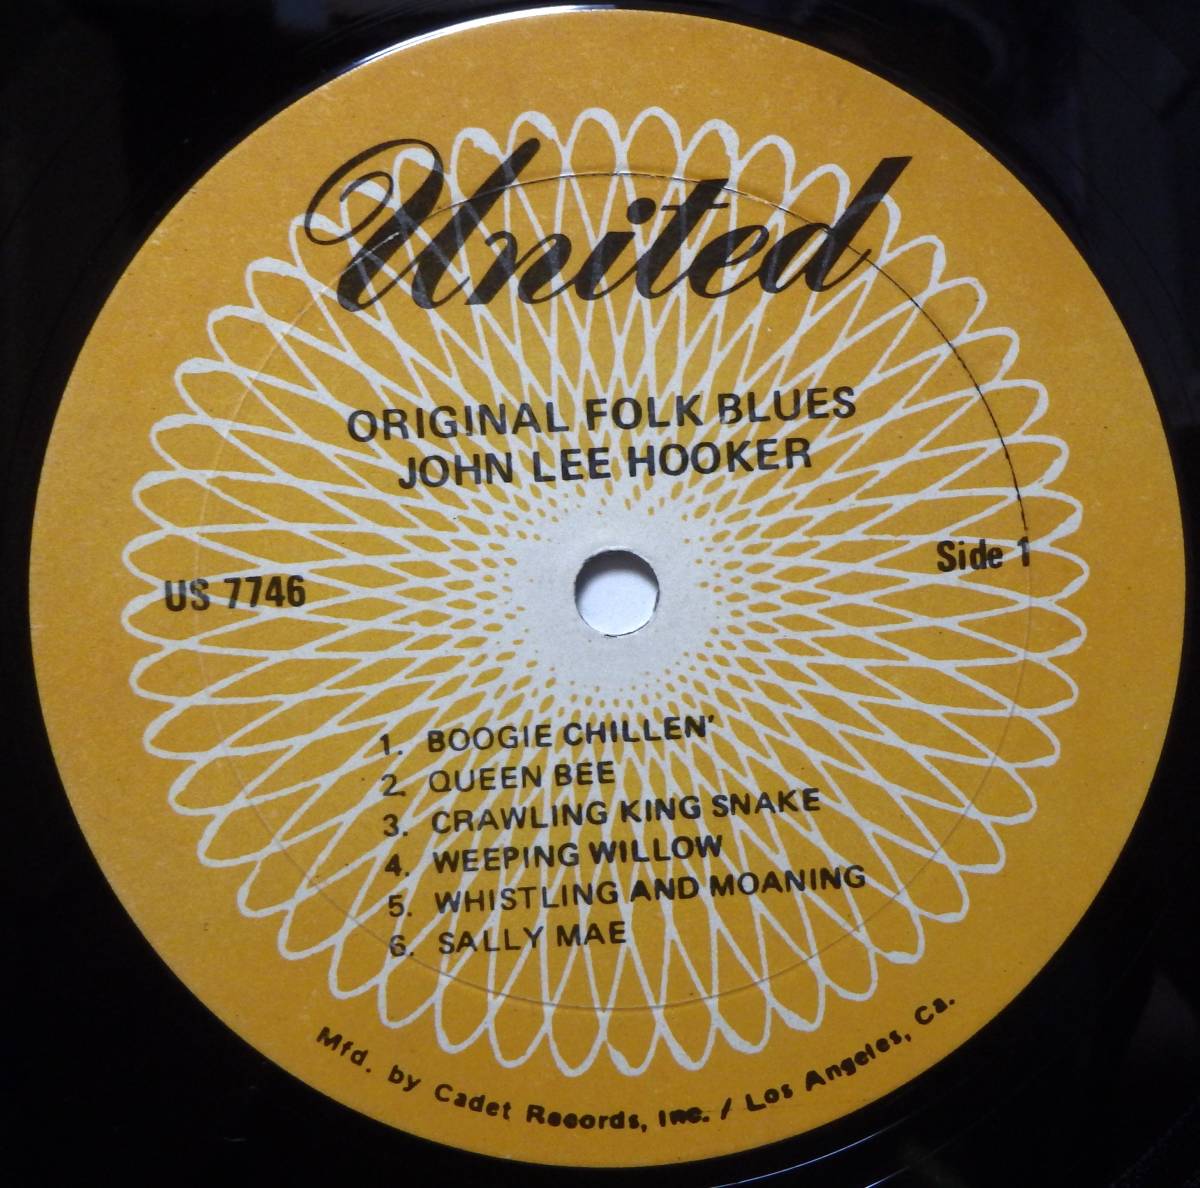 United
ORIGINAL FOLK BLUES
JOHN LEE HOOKER
US 7746
Side 1
1. BOOGIE CHILLEN'
2. QUEEN BEE
3. CRAWLING KING SNAKE
4. WEEPING WILLOW
5. WHISTLING AND MOANING
6. SALLY MAE
Mfd. by Cadet Records, Inc. / Los Angeles, Ca.